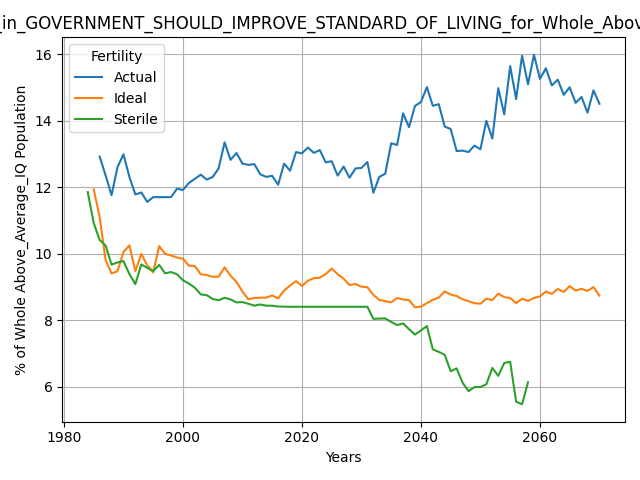 _in_GOVERNMENT_SHOULD_IMPROVE_STANDARD_OF_LIVING_for_Whole_Abov
Fertility
Actual
Ideal
Sterile
% of Whole Above_Average_IQ Population
16
14
12
10
8
6
1980
2000
2020
2040
2060
Years